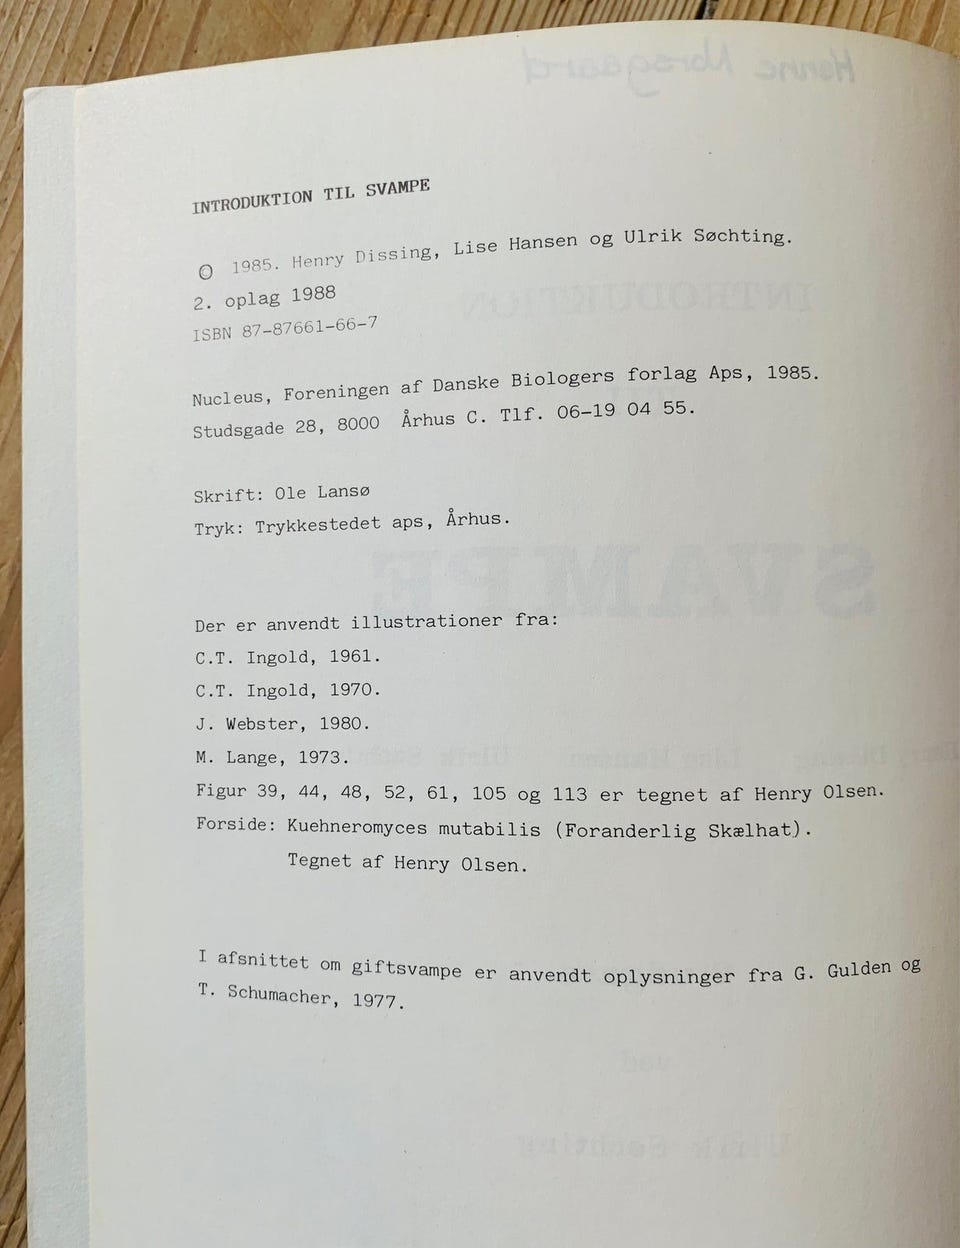 INTRODUKTION TIL SVAMPE
© 1985. Henry Dissing, Lise Hansen og Ulrik Søchting.
2. oplag 1988
ISBN 87-87661-66-7
Nucleus, Foreningen af Danske Biologers forlag Aps, 1985.
Studsgade 28, 8000 Århus C. Tlf. 06-19 04 55.
Skrift: Ole Lansø
Tryk: Trykkestedet aps, Århus.
Der er anvendt illustrationer fra:
C.T. Ingold, 1961.
C.T. Ingold, 1970.
J. Webster, 1980.
M. Lange, 1973.
Figur 39, 44, 48, 52, 61, 105 og 113 er tegnet af Henry Olsen.
Forside: Kuehneromyces mutabilis (Foranderlig Skælhat).
Tegnet af Henry Olsen.
I afsnittet om giftsvampe er anvendt oplysninger fra G. Gulden og
T. Schumacher, 1977.